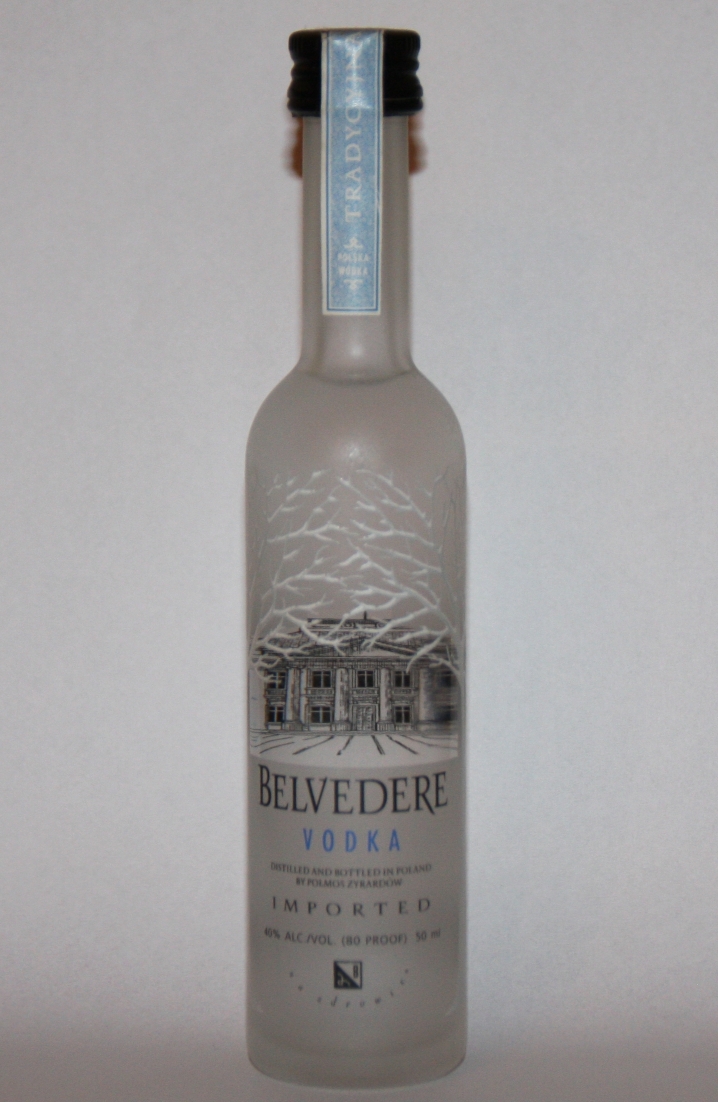 TRADYCYJNA
POLSKA
WÓDKA
BELVEDERE
VODKA
DISTILLED AND BOTTLED IN POLAND
BY POLMOS ZYRARDOW
IMPORTED
40% ALC./VOL. (80 PROOF) 50 ml